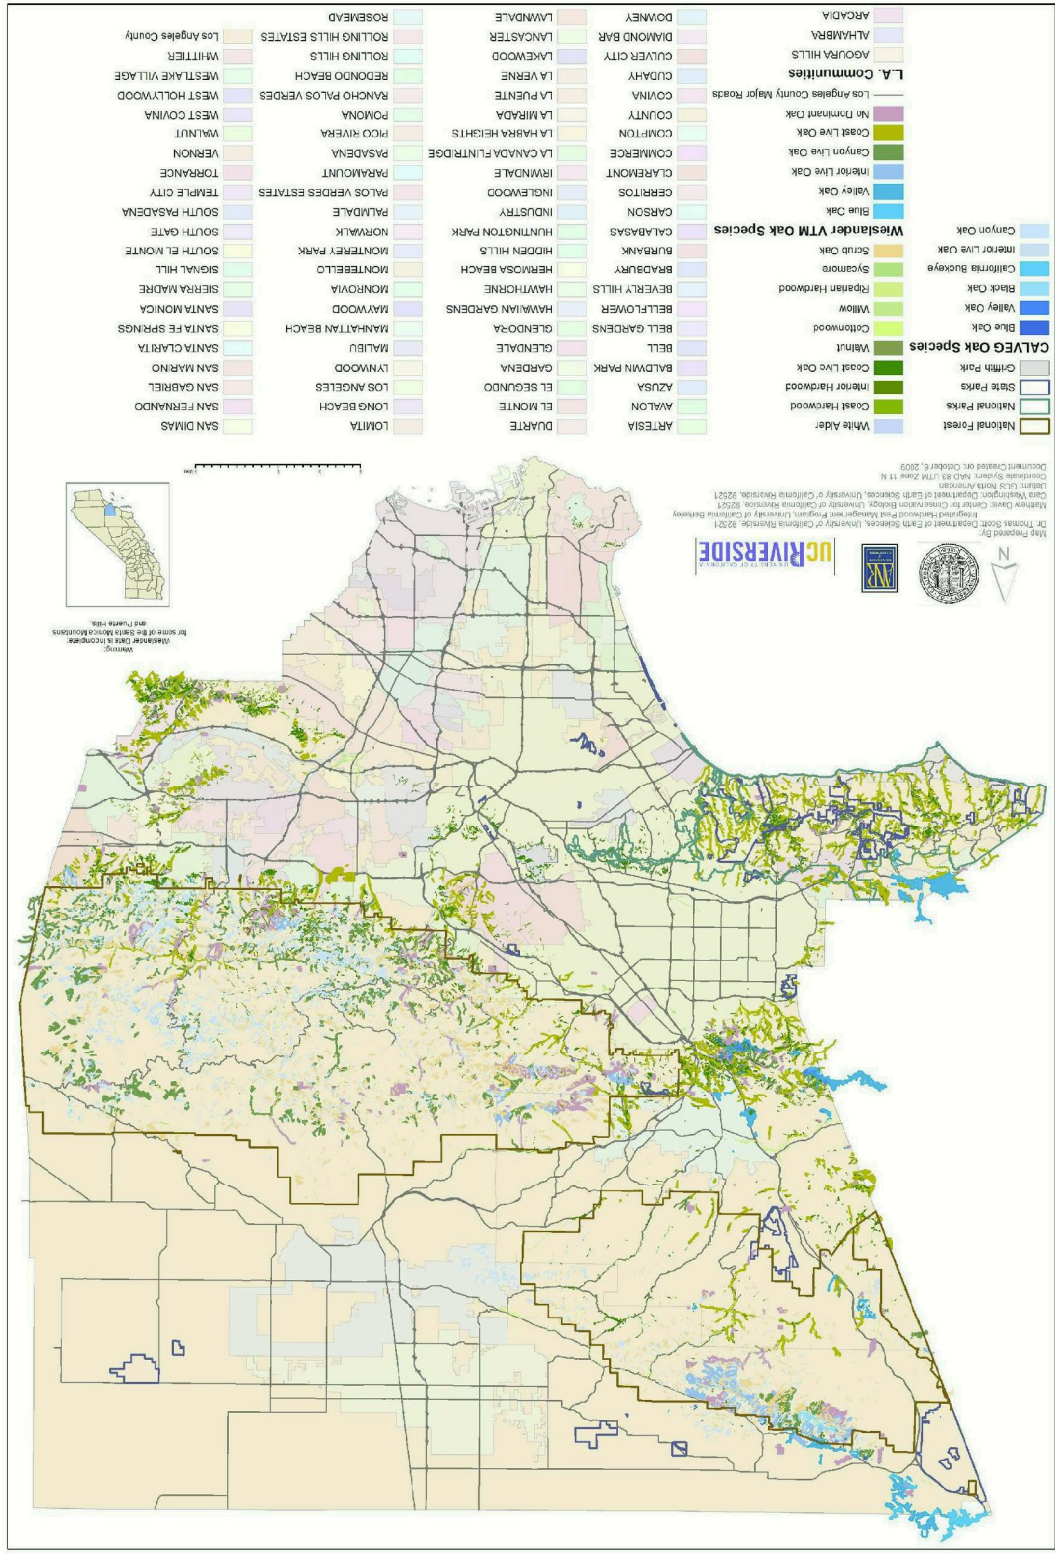 Warning:
Wieslander Data is Incomplete;
for some of the Santa Monica Mountains
and Puente Hills.
N
UCRIVERSIDE
UNIVERSITY OF CALIFORNIA
ANR
Map Prepared By:
Dr Thomas Scott; Department of Earth Sciences, University of California Riverside, 92521
Integrated Hardwood Pest Management Program, University of California Berkeley
Matthew Davis; Center for Conservation Biology, University of California Riverside, 92521
Cara Washington; Department of Earth Sciences, University of California Riverside, 92521
Datum: GCS North American
Coordinate System: NAD 83 UTM Zone 11 N
Document Created on: October 6, 2009
National Forest
National Parks
State Parks
Griffith Park
CALVEG Oak Species
Blue Oak
Valley Oak
Black Oak
California Buckeye
Interior Live Oak
Canyon Oak
White Alder
Coast Hardwood
Interior Hardwood
Coast Live Oak
Walnut
Cottonwood
Willow
Riparian Hardwood
Sycamore
Scrub Oak
Wieslander VTM Oak Species
Blue Oak
Valley Oak
Interior Live Oak
Canyon Live Oak
Coast Live Oak
No Dominant Oak
Los Angeles County Major Roads
L.A. Communities
AGOURA HILLS
ALHAMBRA
ARCADIA
ARTESIA
AVALON
AZUSA
BALDWIN PARK
BELL
BELL GARDENS
BELLFLOWER
BEVERLY HILLS
BRADBURY
BURBANK
CALABASAS
CARSON
CERRITOS
CLAREMONT
COMMERCE
COMPTON
COUNTY
COVINA
CUDAHY
CULVER CITY
DIAMOND BAR
DOWNEY
DUARTE
EL MONTE
EL SEGUNDO
GARDENA
GLENDALE
GLENDORA
HAWAIIAN GARDENS
HAWTHORNE
HERMOSA BEACH
HIDDEN HILLS
HUNTINGTON PARK
INDUSTRY
INGLEWOOD
IRWINDALE
LA CANADA FLINTRIDGE
LA HABRA HEIGHTS
LA MIRADA
LA PUENTE
LA VERNE
LAKEWOOD
LANCASTER
LAWNDALE
LOMITA
LONG BEACH
LOS ANGELES
LYNWOOD
MALIBU
MANHATTAN BEACH
MAYWOOD
MONROVIA
MONTEBELLO
MONTEREY PARK
NORWALK
PALMDALE
PALOS VERDES ESTATES
PARAMOUNT
PASADENA
PICO RIVERA
POMONA
RANCHO PALOS VERDES
REDONDO BEACH
ROLLING HILLS
ROLLING HILLS ESTATES
ROSEMEAD
SAN DIMAS
SAN FERNANDO
SAN GABRIEL
SAN MARINO
SANTA CLARITA
SANTA FE SPRINGS
SANTA MONICA
SIERRA MADRE
SIGNAL HILL
SOUTH EL MONTE
SOUTH GATE
SOUTH PASADENA
TEMPLE CITY
TORRANCE
VERNON
WALNUT
WEST COVINA
WEST HOLLYWOOD
WESTLAKE VILLAGE
WHITTIER
Los Angeles County